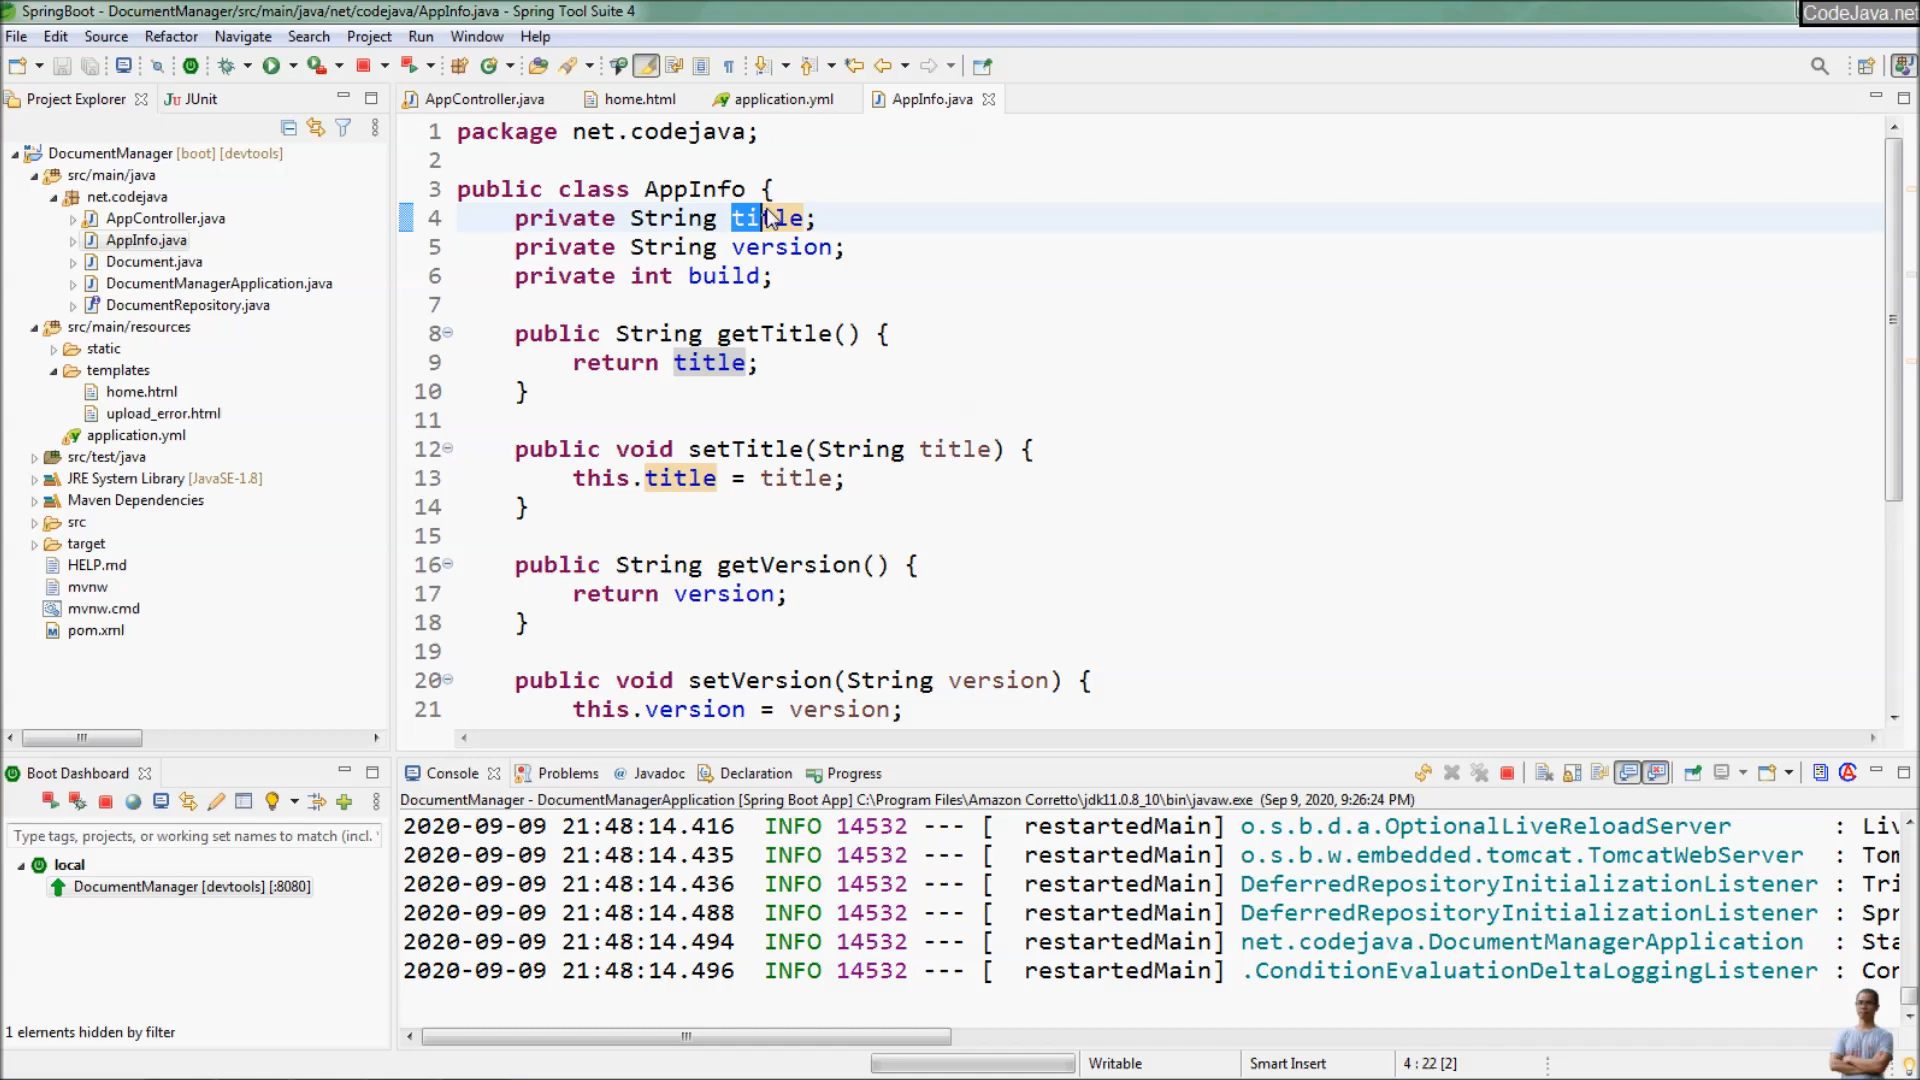 SpringBoot - DocumentManager/src/main/java/net/codejava/AppInfo.java - Spring Tool Suite 4
CodeJava.net
File Edit Source Refactor Navigate Search Project Run Window Help
Project Explorer
JUnit
AppController.java
home.html
application.yml
AppInfo.java
DocumentManager [boot] [devtools]
src/main/java
net.codejava
AppController.java
AppInfo.java
Document.java
DocumentManagerApplication.java
DocumentRepository.java
src/main/resources
static
templates
home.html
upload_error.html
application.yml
src/test/java
JRE System Library [JavaSE-1.8]
Maven Dependencies
src
target
HELP.md
mvnw
mvnw.cmd
pom.xml
1 package net.codejava;
2
3 public class AppInfo {
4 private String title;
5 private String version;
6 private int build;
7
8 public String getTitle() {
9 return title;
10 }
11
12 public void setTitle(String title) {
13 this.title = title;
14 }
15
16 public String getVersion() {
17 return version;
18 }
19
20 public void setVersion(String version) {
21 this.version = version;
Boot Dashboard
Type tags, projects, or working set names to match (incl. *
local
DocumentManager [devtools] [:8080]
1 elements hidden by filter
Console Problems @ Javadoc Declaration Progress
DocumentManager - DocumentManagerApplication [Spring Boot App] C:\Program Files\Amazon Corretto\jdk11.0.8_10\bin\javaw.exe (Sep 9, 2020, 9:26:24 PM)
2020-09-09 21:48:14.416 INFO 14532 --- [ restartedMain] o.s.b.d.a.OptionalLiveReloadServer : Liv
2020-09-09 21:48:14.435 INFO 14532 --- [ restartedMain] o.s.b.w.embedded.tomcat.TomcatWebServer : Tom
2020-09-09 21:48:14.436 INFO 14532 --- [ restartedMain] DeferredRepositoryInitializationListener : Tri
2020-09-09 21:48:14.488 INFO 14532 --- [ restartedMain] DeferredRepositoryInitializationListener : Spr
2020-09-09 21:48:14.494 INFO 14532 --- [ restartedMain] net.codejava.DocumentManagerApplication : Sta
2020-09-09 21:48:14.496 INFO 14532 --- [ restartedMain] .ConditionEvaluationDeltaLoggingListener : Con
Writable
Smart Insert
4 : 22 [2]